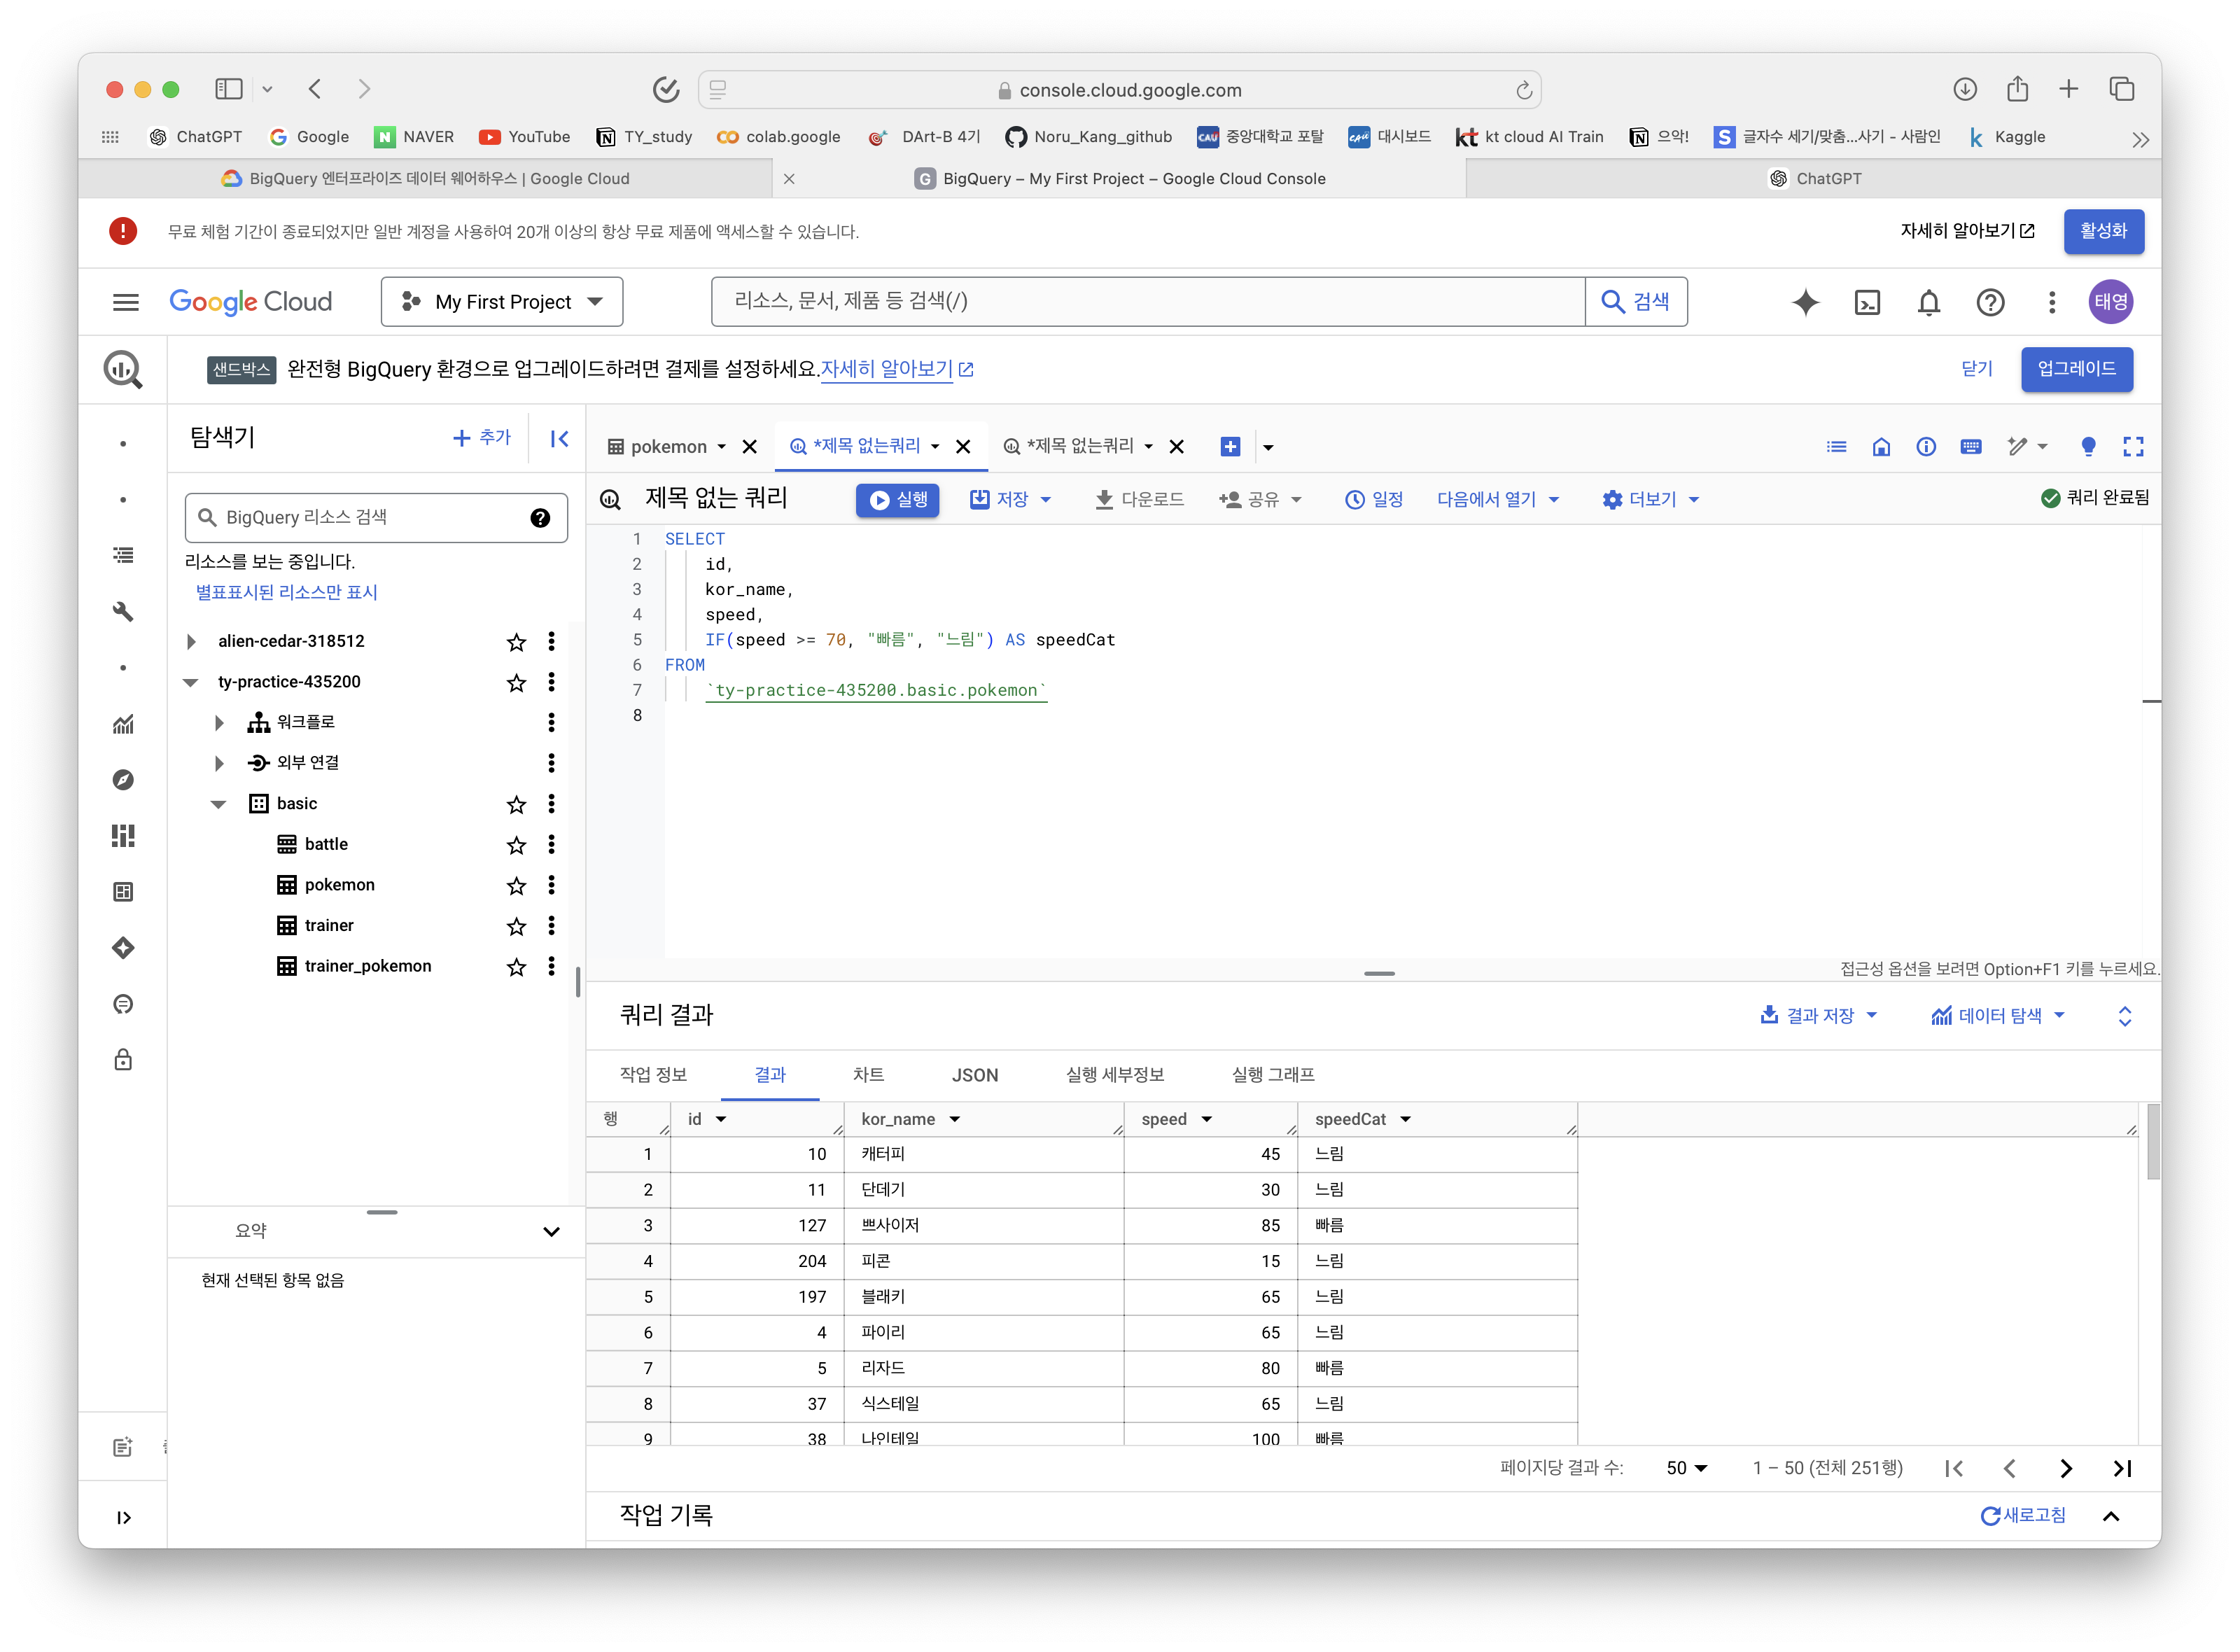 console.cloud.google.com
ChatGPT
Google
NAVER
YouTube
TY_study
colab.google
DArt-B 4기
Noru_Kang_github
중앙대학교 포탈
대시보드
kt cloud AI Train
으악!
글자수 세기/맞춤...사기 - 사람인
Kaggle
BigQuery 엔터프라이즈 데이터 웨어하우스 | Google Cloud
BigQuery – My First Project – Google Cloud Console
ChatGPT
무료 체험 기간이 종료되었지만 일반 계정을 사용하여 20개 이상의 항상 무료 제품에 액세스할 수 있습니다.
자세히 알아보기
활성화
Google Cloud
My First Project
리소스, 문서, 제품 등 검색(/)
검색
태영
샌드박스
완전형 BigQuery 환경으로 업그레이드하려면 결제를 설정하세요.자세히 알아보기
닫기
업그레이드
탐색기
추가
BigQuery 리소스 검색
리소스를 보는 중입니다.
별표표시된 리소스만 표시
alien-cedar-318512
ty-practice-435200
워크플로
외부 연결
basic
battle
pokemon
trainer
trainer_pokemon
요약
현재 선택된 항목 없음
pokemon
*제목 없는쿼리
*제목 없는쿼리
제목 없는 쿼리
실행
저장
다운로드
공유
일정
다음에서 열기
더보기
쿼리 완료됨
1 SELECT
2 id,
3 kor_name,
4 speed,
5 IF(speed >= 70, "빠름", "느림") AS speedCat
6 FROM
7 `ty-practice-435200.basic.pokemon`
8
접근성 옵션을 보려면 Option+F1 키를 누르세요.
쿼리 결과
결과 저장
데이터 탐색
작업 정보
결과
차트
JSON
실행 세부정보
실행 그래프
행 id kor_name speed speedCat
1 10 캐터피 45 느림
2 11 단데기 30 느림
3 127 쁘사이저 85 빠름
4 204 피콘 15 느림
5 197 블래키 65 느림
6 4 파이리 65 느림
7 5 리자드 80 빠름
8 37 식스테일 65 느림
9 38 나인테일 100 빠름
페이지당 결과 수:
50
1 – 50 (전체 251행)
작업 기록
새로고침